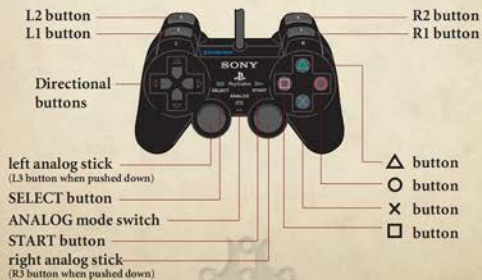 L2 button
L1 button
R2 button
R1 button
SONY
PlayStation
SELECT
START
ANALOG
Directional
buttons
left analog stick
(L3 button when pushed down)
SELECT button
ANALOG mode switch
START button
right analog stick
(R3 button when pushed down)
△ button
○ button
✕ button
□ button